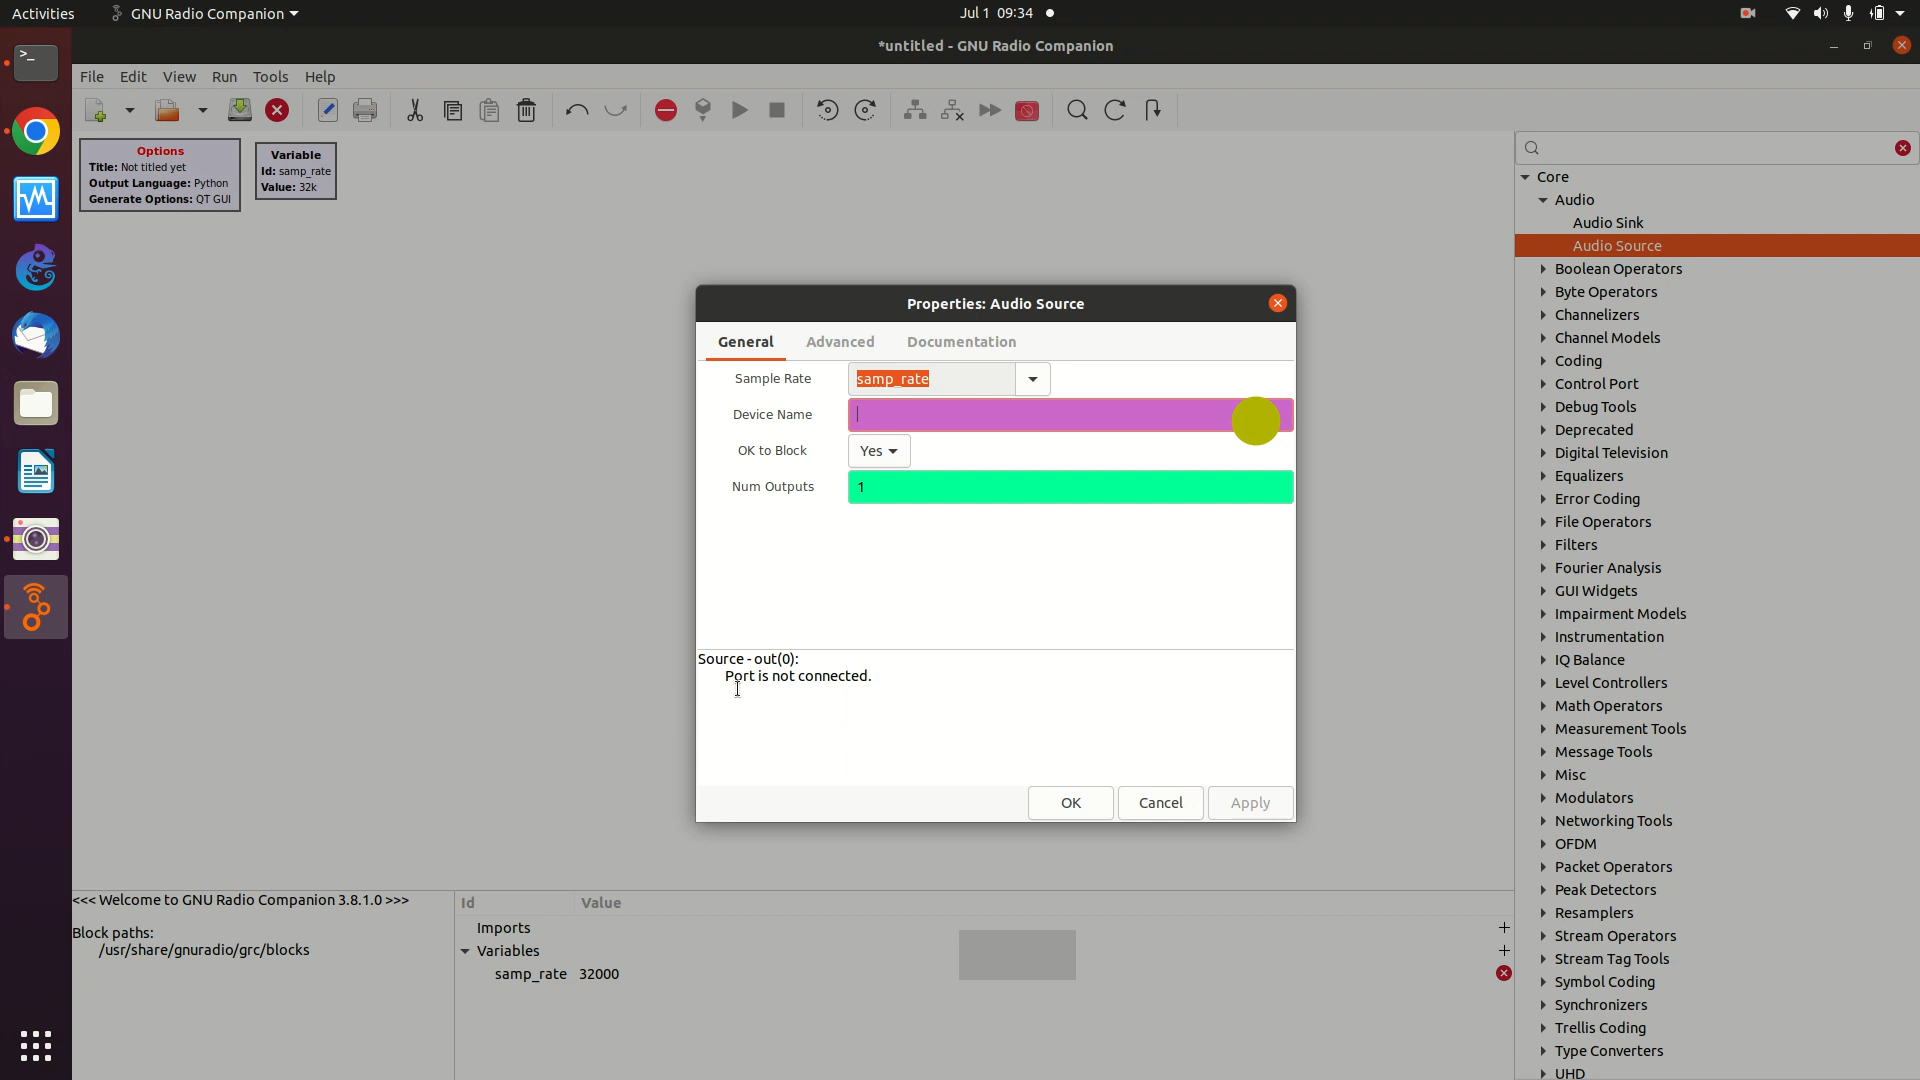 Activities
GNU Radio Companion
Jul 1 09:34
*untitled - GNU Radio Companion
File Edit View Run Tools Help
Options
Title: Not titled yet
Output Language: Python
Generate Options: QT GUI
Variable
Id: samp_rate
Value: 32k
Properties: Audio Source
General Advanced Documentation
Sample Rate samp_rate
Device Name
OK to Block Yes
Num Outputs 1
Source - out(0):
Port is not connected.
OK Cancel Apply
<<< Welcome to GNU Radio Companion 3.8.1.0 >>>
Block paths:
/usr/share/gnuradio/grc/blocks
Id Value
Imports
Variables
samp_rate 32000
Core
Audio
Audio Sink
Audio Source
Boolean Operators
Byte Operators
Channelizers
Channel Models
Coding
Control Port
Debug Tools
Deprecated
Digital Television
Equalizers
Error Coding
File Operators
Filters
Fourier Analysis
GUI Widgets
Impairment Models
Instrumentation
IQ Balance
Level Controllers
Math Operators
Measurement Tools
Message Tools
Misc
Modulators
Networking Tools
OFDM
Packet Operators
Peak Detectors
Resamplers
Stream Operators
Stream Tag Tools
Symbol Coding
Synchronizers
Trellis Coding
Type Converters
UHD